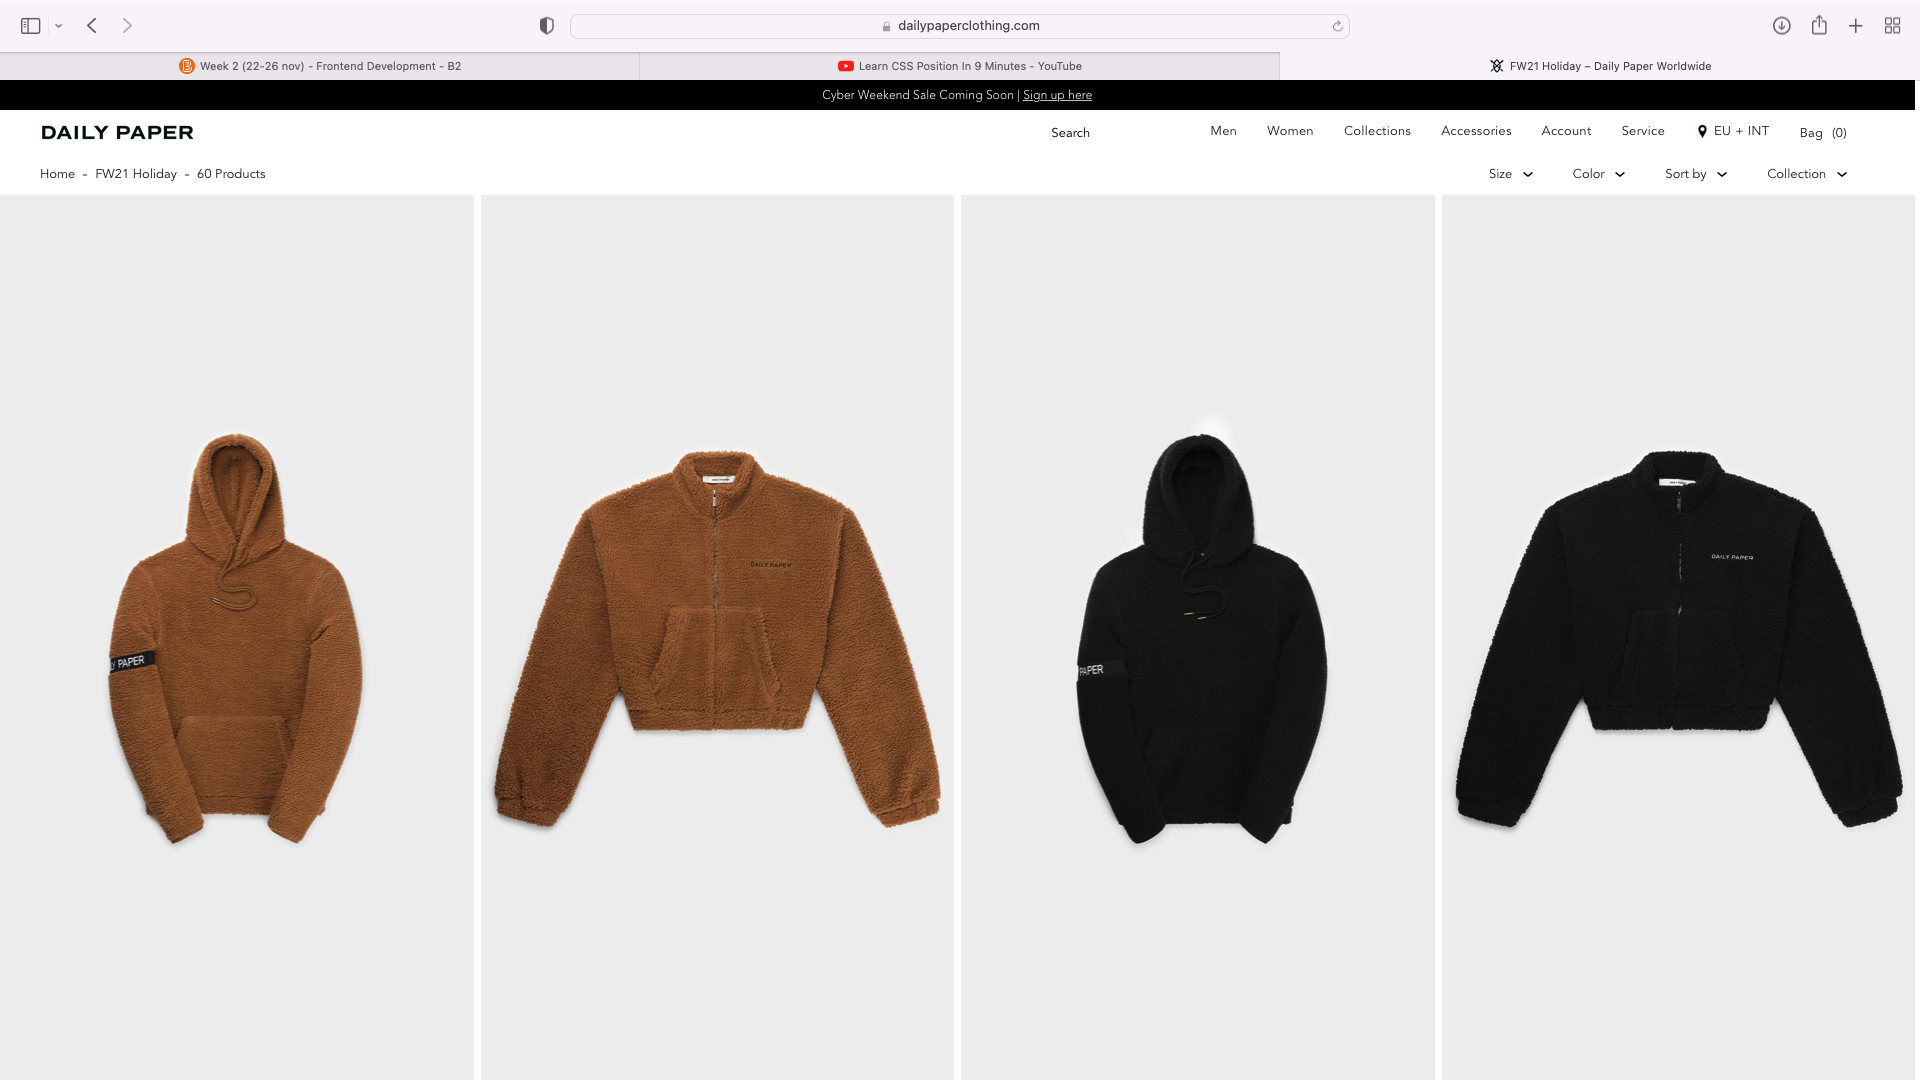 dailypaperclothing.com
Week 2 (22-26 nov) - Frontend Development - B2
Learn CSS Position In 9 Minutes - YouTube
FW21 Holiday – Daily Paper Worldwide
Cyber Weekend Sale Coming Soon | Sign up here
DAILY PAPER
Search
Men
Women
Collections
Accessories
Account
Service
EU + INT
Bag (0)
Home - FW21 Holiday - 60 Products
Size
Color
Sort by
Collection
Y PAPER
DAILY PAPER
PAPER
DAILY PAPER